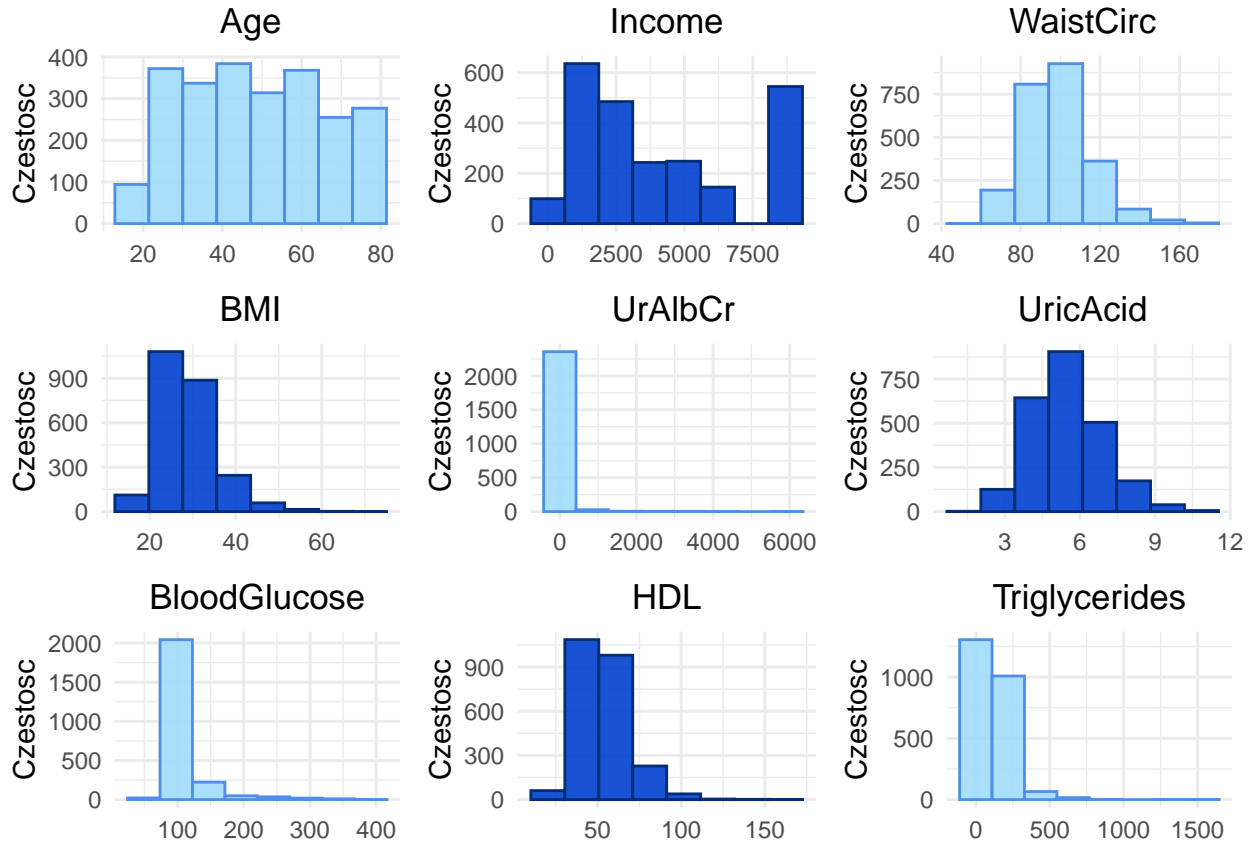 Age
Czestosc
400
300
200
100
0
20 40 60 80
Income
Czestosc
600
400
200
0
0 2500 5000 7500
WaistCirc
Czestosc
750
500
250
0
40 80 120 160
BMI
Czestosc
900
600
300
0
20 40 60
UrAlbCr
Czestosc
2000
1500
1000
500
0
0 2000 4000 6000
UricAcid
Czestosc
750
500
250
0
3 6 9 12
BloodGlucose
Czestosc
2000
1500
1000
500
0
100 200 300 400
HDL
Czestosc
900
600
300
0
50 100 150
Triglycerides
Czestosc
1000
500
0
0 500 1000 1500